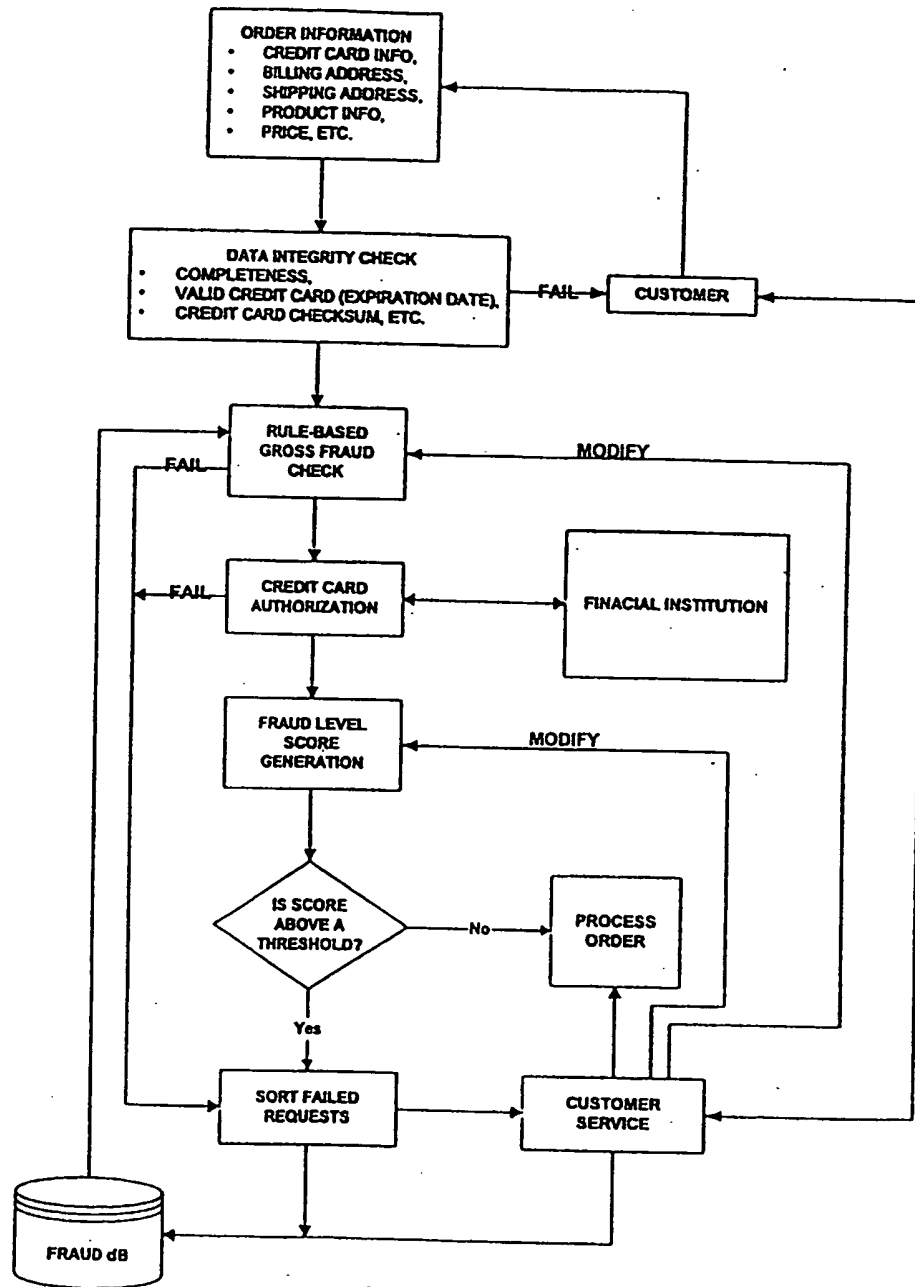 ORDER INFORMATION
• CREDIT CARD INFO,
• BILLING ADDRESS,
• SHIPPING ADDRESS,
• PRODUCT INFO,
• PRICE, ETC.
DATA INTEGRITY CHECK
• COMPLETENESS,
• VALID CREDIT CARD (EXPIRATION DATE),
• CREDIT CARD CHECKSUM, ETC.
FAIL
CUSTOMER
RULE-BASED
GROSS FRAUD
CHECK
FAIL
MODIFY
CREDIT CARD
AUTHORIZATION
FAIL
FINACIAL INSTITUTION
FRAUD LEVEL
SCORE
GENERATION
MODIFY
IS SCORE
ABOVE A
THRESHOLD?
No
PROCESS
ORDER
Yes
SORT FAILED
REQUESTS
CUSTOMER
SERVICE
FRAUD dB